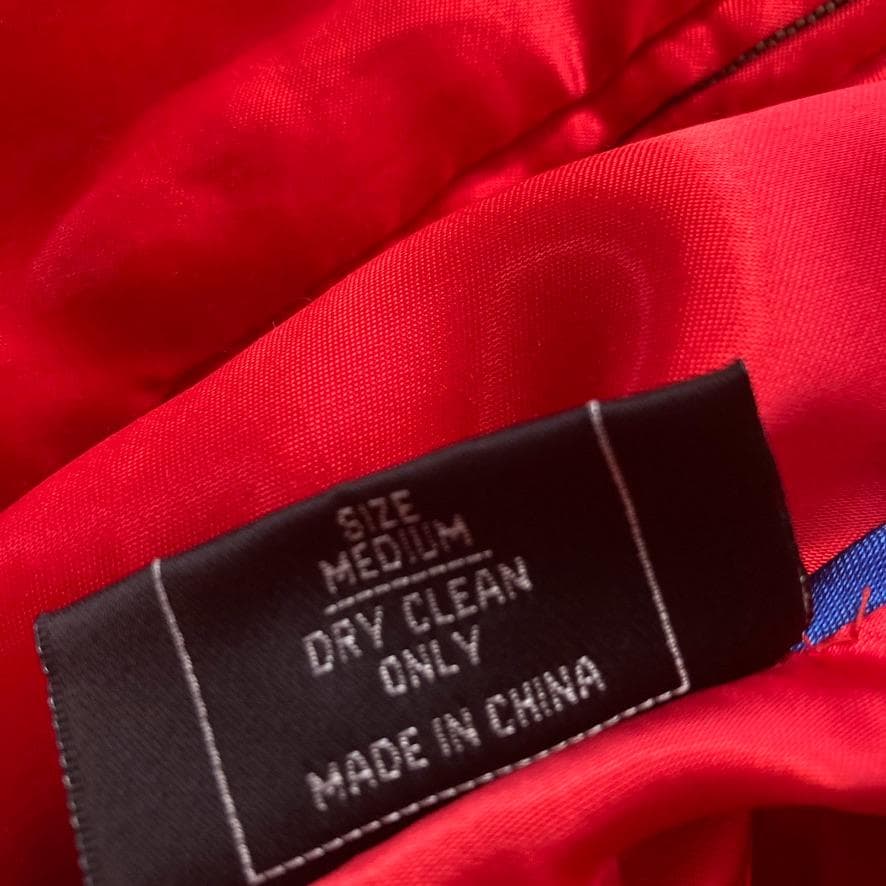 SIZE
MEDIUM
DRY CLEAN
ONLY
MADE IN CHINA